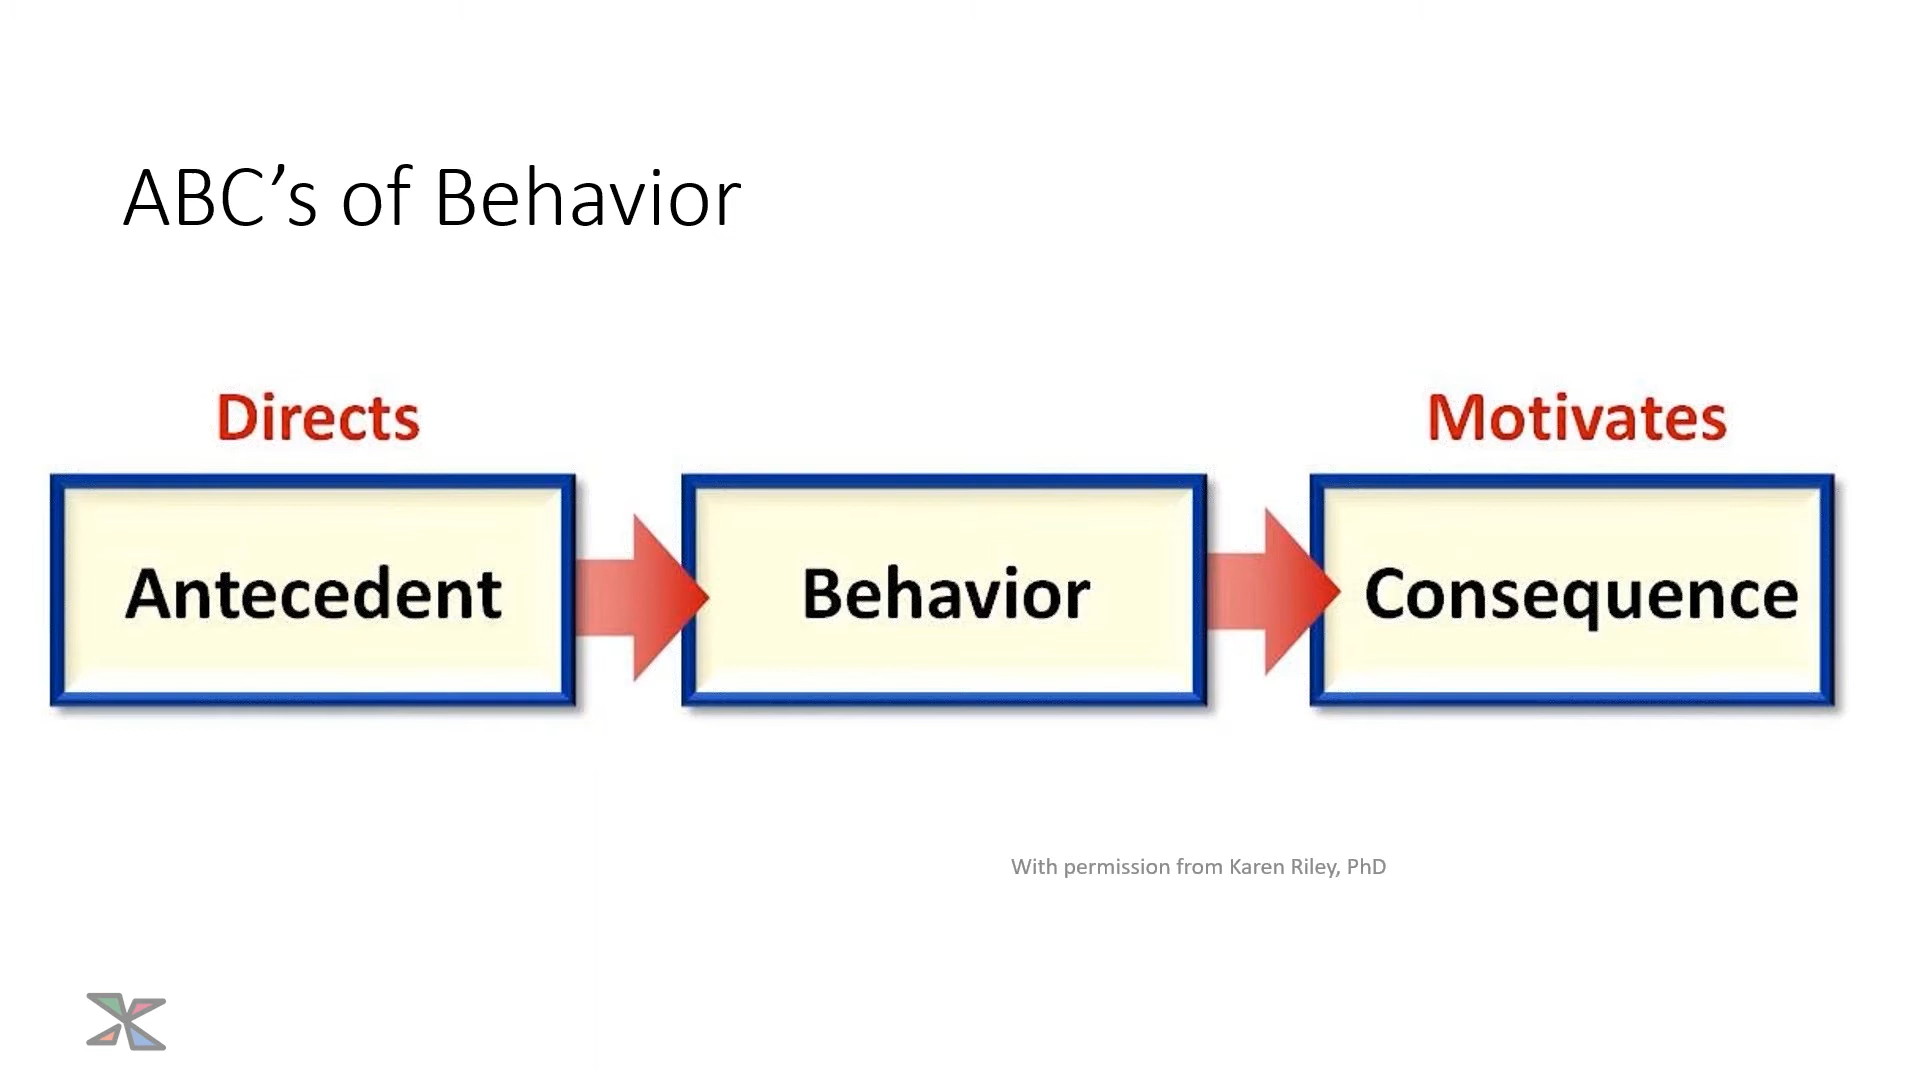 ABC’s of Behavior
Directs
Motivates
Antecedent
Behavior
Consequence
With permission from Karen Riley, PhD